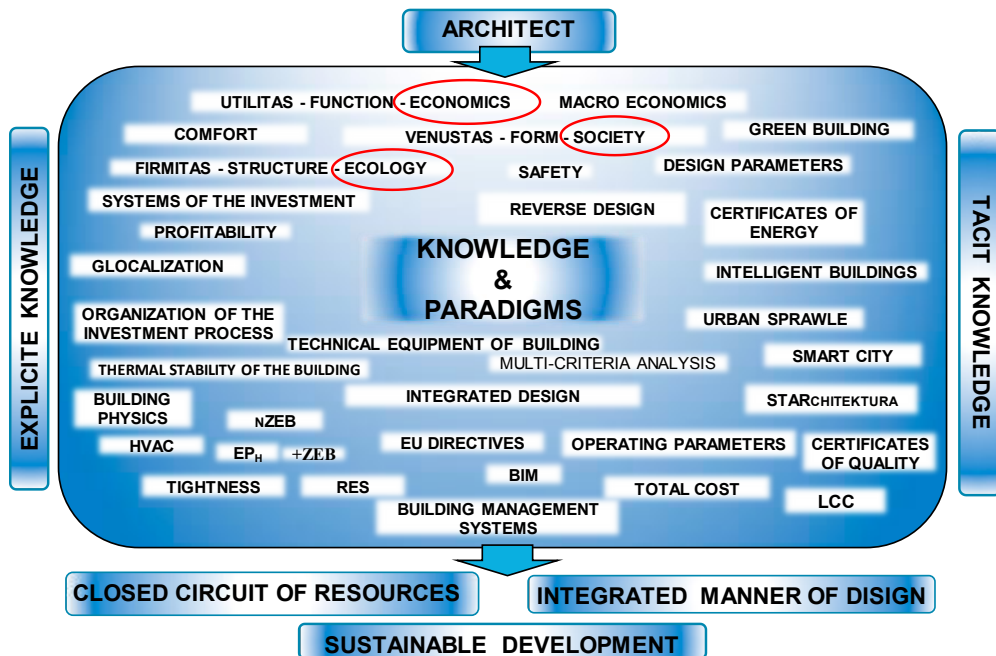 ARCHITECT
UTILITAS - FUNCTION - ECONOMICS
MACRO ECONOMICS
COMFORT
VENUSTAS - FORM - SOCIETY
GREEN BUILDING
FIRMITAS - STRUCTURE - ECOLOGY
SAFETY
DESIGN PARAMETERS
SYSTEMS OF THE INVESTMENT
REVERSE DESIGN
CERTIFICATES OF
ENERGY
PROFITABILITY
GLOCALIZATION
KNOWLEDGE
&
PARADIGMS
INTELLIGENT BUILDINGS
ORGANIZATION OF THE
INVESTMENT PROCESS
URBAN SPRAWLE
TECHNICAL EQUIPMENT OF BUILDING
SMART CITY
THERMAL STABILITY OF THE BUILDING
MULTI-CRITERIA ANALYSIS
BUILDING
PHYSICS
INTEGRATED DESIGN
STARCHITEKTURA
NZEB
HVAC
EPH
+ZEB
EU DIRECTIVES
OPERATING PARAMETERS
CERTIFICATES
OF QUALITY
BIM
TIGHTNESS
RES
TOTAL COST
LCC
BUILDING MANAGEMENT
SYSTEMS
EXPLICITE KNOWLEDGE
TACIT KNOWLEDGE
CLOSED CIRCUIT OF RESOURCES
INTEGRATED MANNER OF DISIGN
SUSTAINABLE DEVELOPMENT